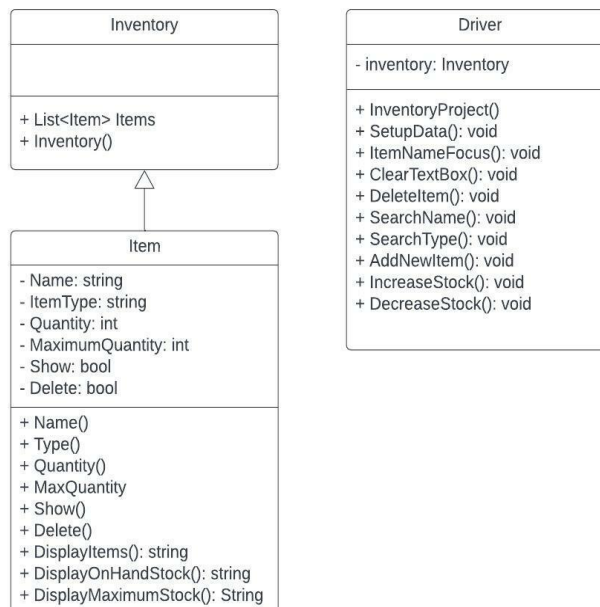 Inventory
+ List<Item> Items
+ Inventory()
Item
- Name: string
- ItemType: string
- Quantity: int
- MaximumQuantity: int
- Show: bool
- Delete: bool
+ Name()
+ Type()
+ Quantity()
+ MaxQuantity
+ Show()
+ Delete()
+ DisplayItems(): string
+ DisplayOnHandStock(): string
+ DisplayMaximumStock(): String
Driver
- inventory: Inventory
+ InventoryProject()
+ SetupData(): void
+ ItemNameFocus(): void
+ ClearTextBox(): void
+ DeleteItem(): void
+ SearchName(): void
+ SearchType(): void
+ AddNewItem(): void
+ IncreaseStock(): void
+ DecreaseStock(): void